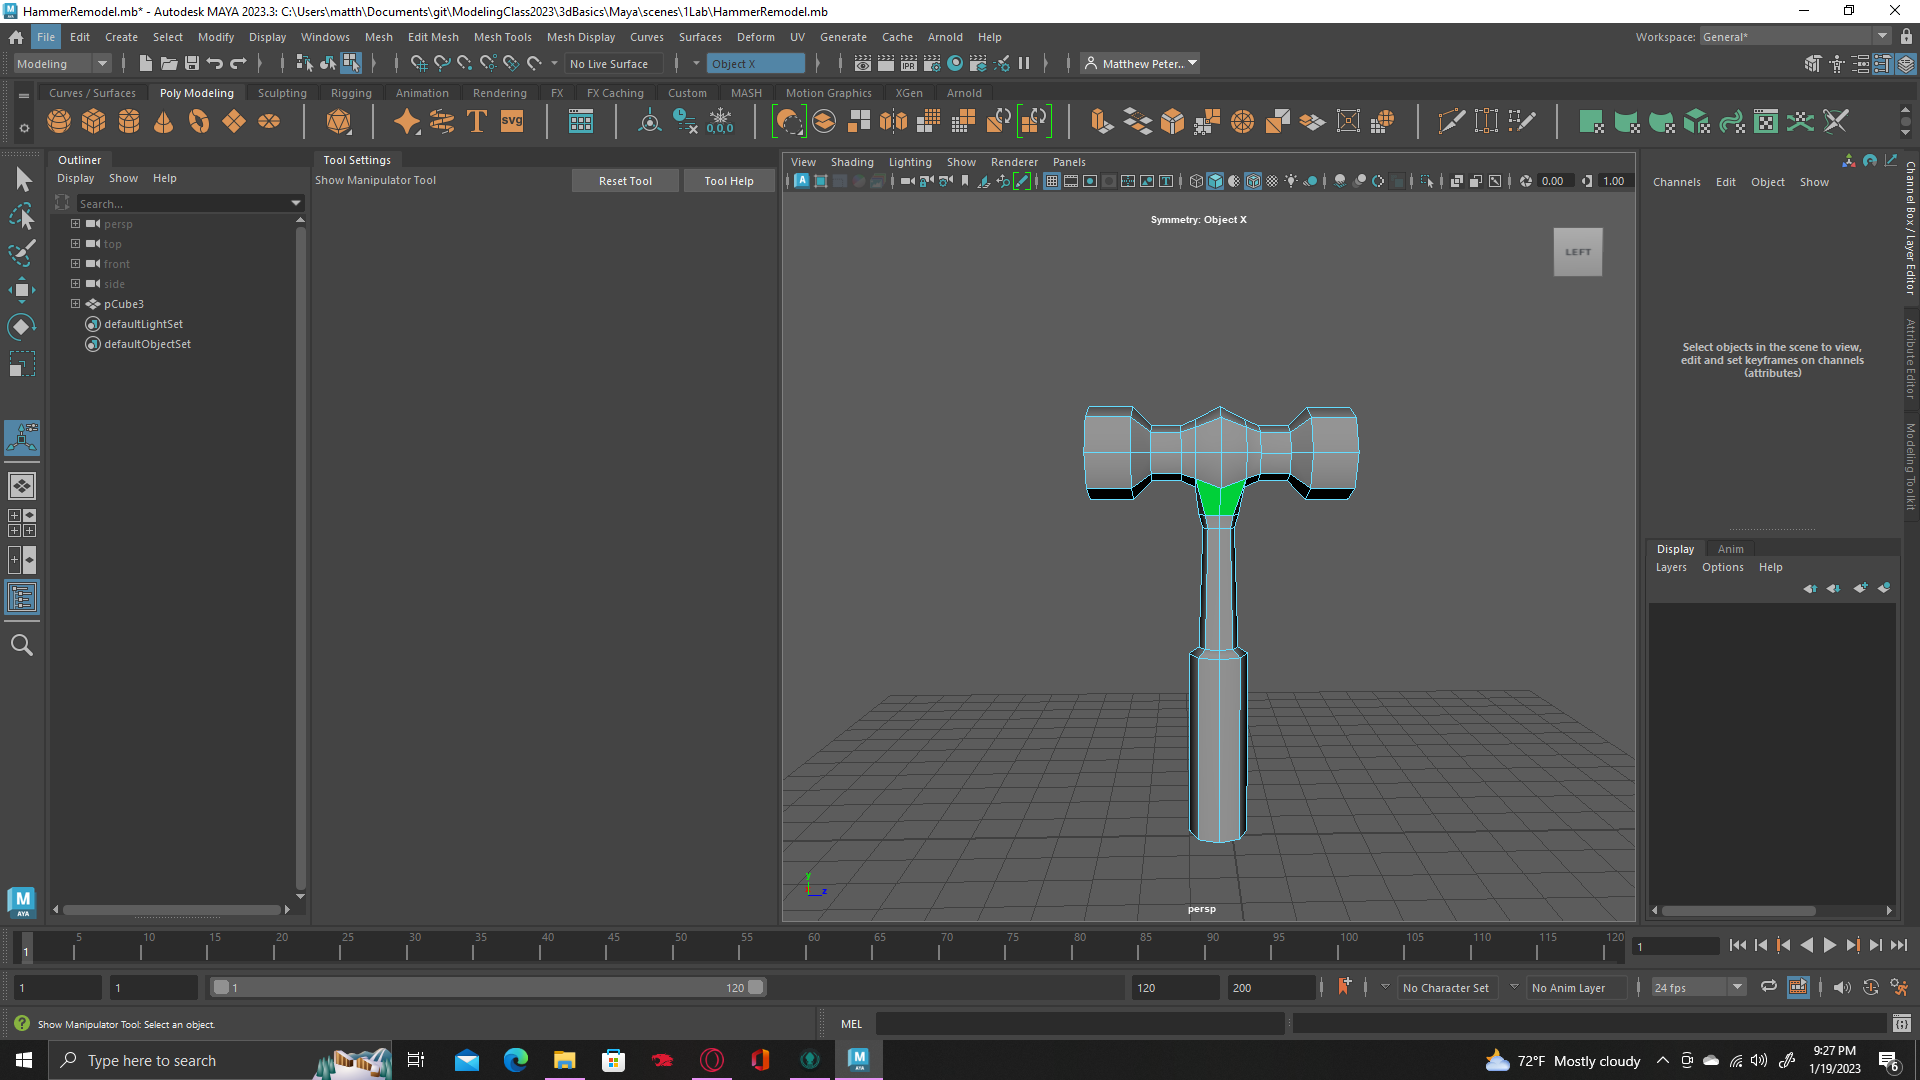 HammerRemodel.mb* - Autodesk MAYA 2023.3: C:\Users\matth\Documents\git\ModelingClass2023\3dBasics\Maya\scenes\1Lab\HammerRemodel.mb
File Edit Create Select Modify Display Windows Mesh Edit Mesh Mesh Tools Mesh Display Curves Surfaces Deform UV Generate Cache Arnold Help Workspace: General*
Modeling No Live Surface Object X IPR Matthew Peter...
Curves / Surfaces Poly Modeling Sculpting Rigging Animation Rendering FX FX Caching Custom MASH Motion Graphics XGen Arnold
T SVG 0,0,0
Outliner
Display Show Help
Search...
persp
top
front
side
pCube3
defaultLightSet
defaultObjectSet
Tool Settings
Show Manipulator Tool Reset Tool Tool Help
View Shading Lighting Show Renderer Panels
0.00 1.00
Symmetry: Object X
LEFT
y
z
persp
Channels Edit Object Show
Select objects in the scene to view,
edit and set keyframes on channels
(attributes)
Channel Box / Layer Editor
Attribute Editor
Modeling Toolkit
Display Anim
Layers Options Help
M
AYA
1 5 10 15 20 25 30 35 40 45 50 55 60 65 70 75 80 85 90 95 100 105 110 115 120 1
1 1 1 120 120 200 No Character Set No Anim Layer 24 fps
Show Manipulator Tool: Select an object. MEL
Type here to search
72°F Mostly cloudy
9:27 PM
1/19/2023
6